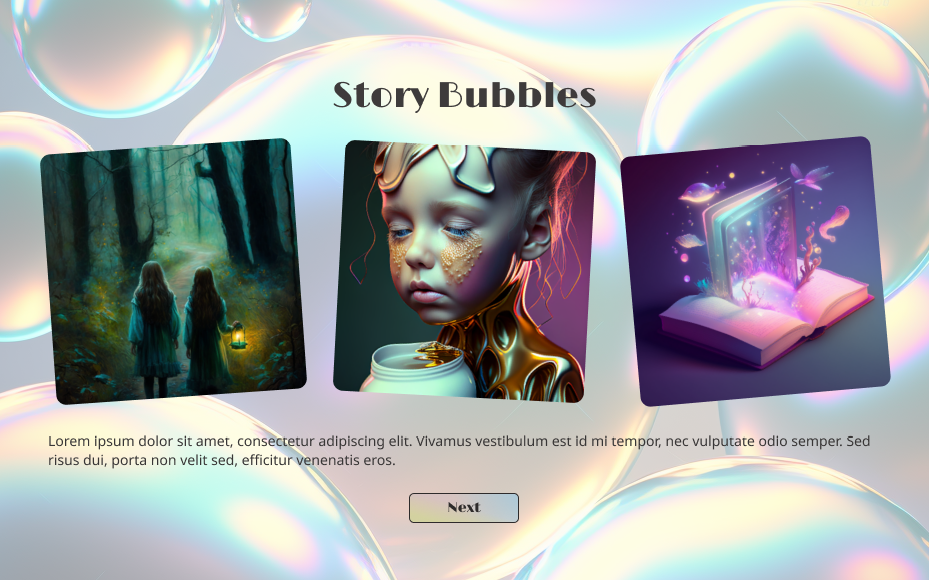 Story Bubbles
Lorem ipsum dolor sit amet, consectetur adipiscing elit. Vivamus vestibulum est id mi tempor, nec vulputate odio semper. Sed
risus dui, porta non velit sed, efficitur venenatis eros.
Next